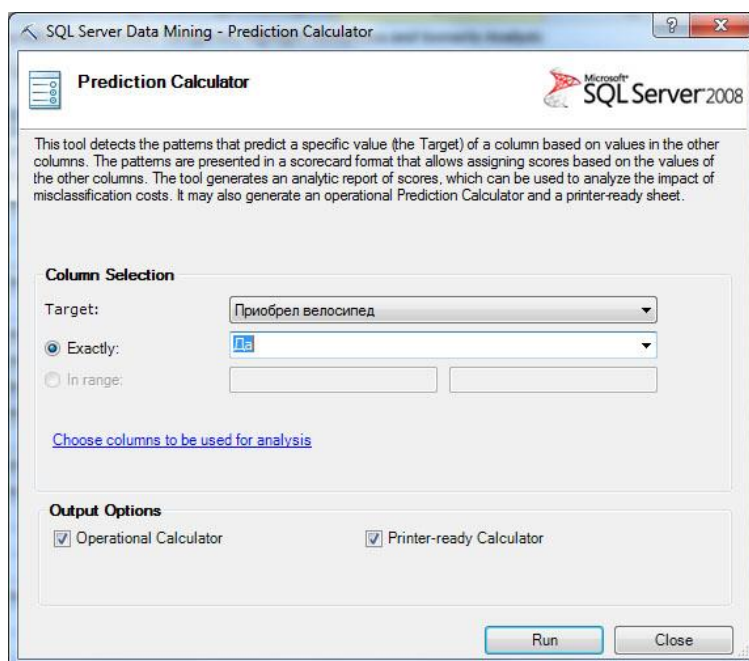 SQL Server Data Mining - Prediction Calculator
Prediction Calculator
Microsoft®
SQL Server 2008
This tool detects the patterns that predict a specific value (the Target) of a column based on values in the other
columns. The patterns are presented in a scorecard format that allows assigning scores based on the values of
the other columns. The tool generates an analytic report of scores, which can be used to analyze the impact of
misclassification costs. It may also generate an operational Prediction Calculator and a printer-ready sheet.
Column Selection
Target: Приобрел велосипед
Exactly: Да
In range:
Choose columns to be used for analysis
Output Options
Operational Calculator Printer-ready Calculator
Run Close